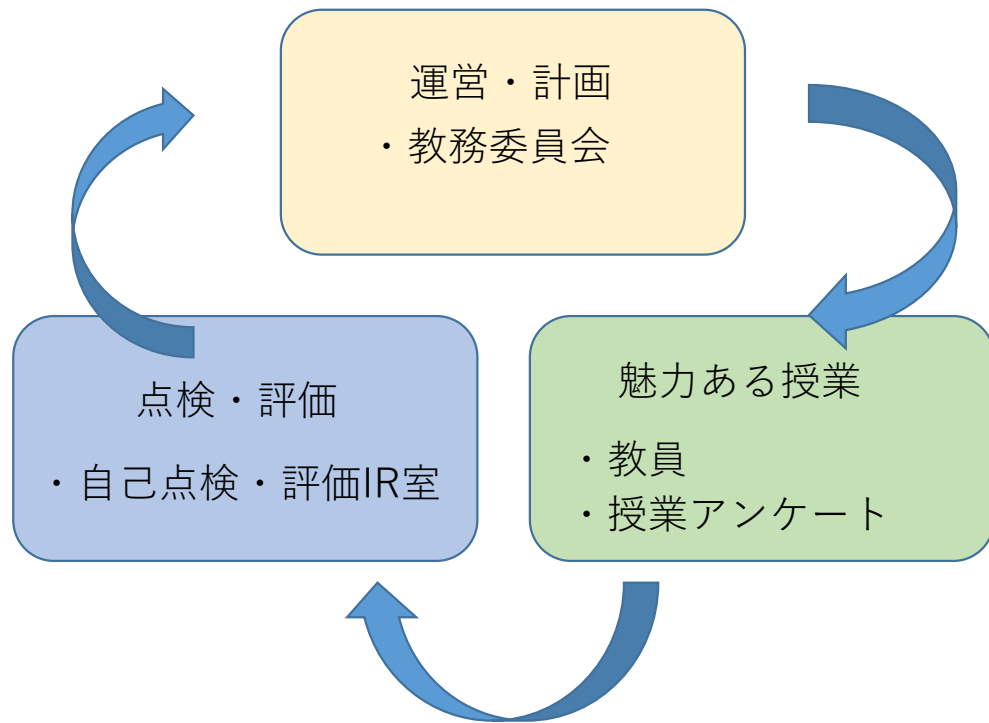 運営・計画
・教務委員会
点検・評価
・自己点検・評価IR室
魅力ある授業
・教員
・授業アンケート